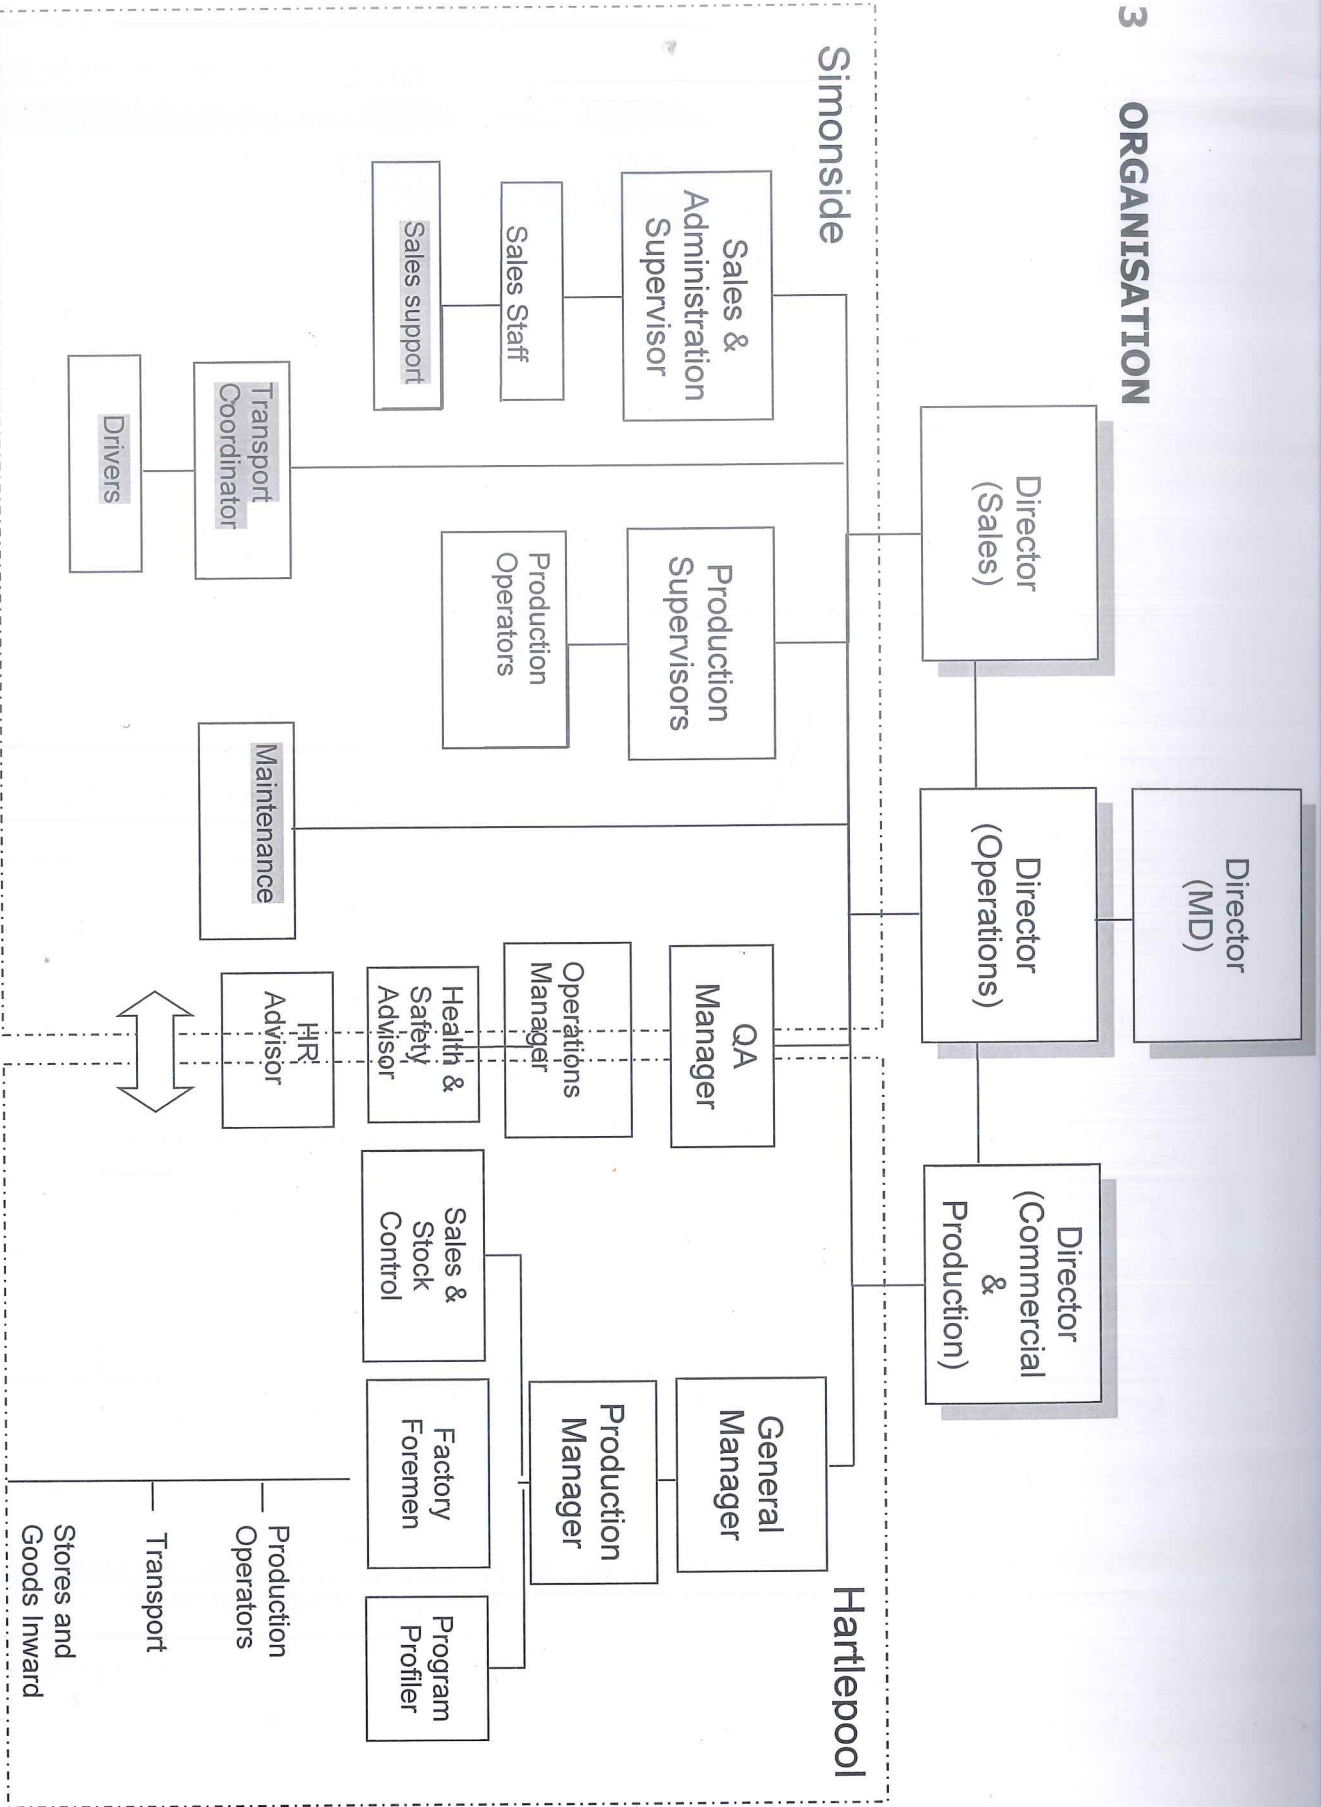 3 ORGANISATION
Director
(MD)
Director
(Sales)
Director
(Operations)
Director
(Commercial
&
Production)
Simonside
Hartlepool
Sales &
Administration
Supervisor
Sales Staff
Sales support
Transport
Coordinator
Drivers
Production
Supervisors
Production
Operators
Maintenance
QA
Manager
Operations
Manager
Health &
Safety
Advisor
HR
Advisor
General
Manager
Production
Manager
Sales &
Stock
Control
Factory
Foremen
Program
Profiler
Production
Operators
Transport
Stores and
Goods Inward